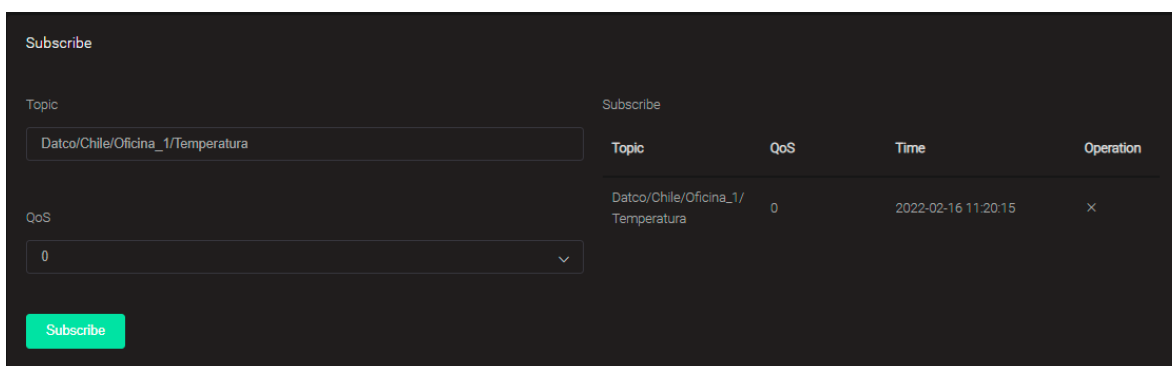 Subscribe
Topic
Datco/Chile/Oficina_1/Temperatura
QoS
0
Subscribe
Subscribe
Topic QoS Time Operation
Datco/Chile/Oficina_1/
Temperatura
0 2022-02-16 11:20:15 ×